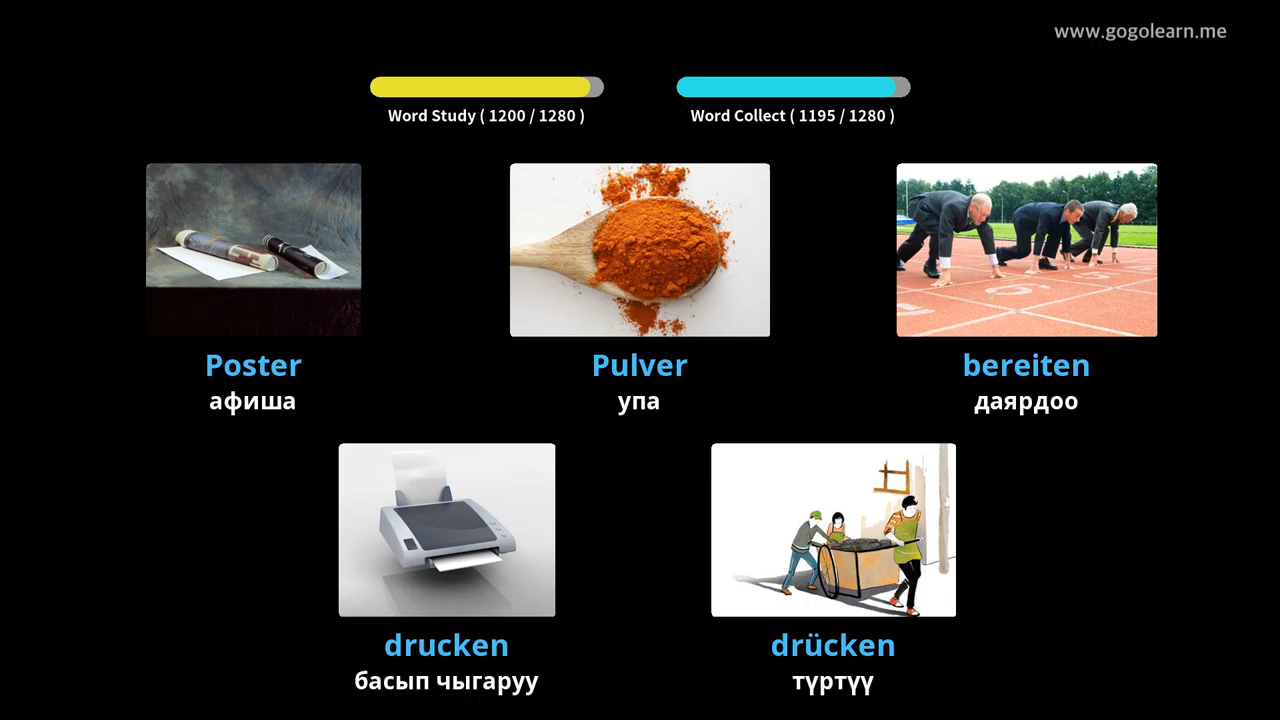 www.gogolearn.me
Word Study ( 1200 / 1280 )
Word Collect ( 1195 / 1280 )
Poster
афиша
Pulver
упа
bereiten
даярдоо
drucken
басып чыгаруу
drücken
түртүү